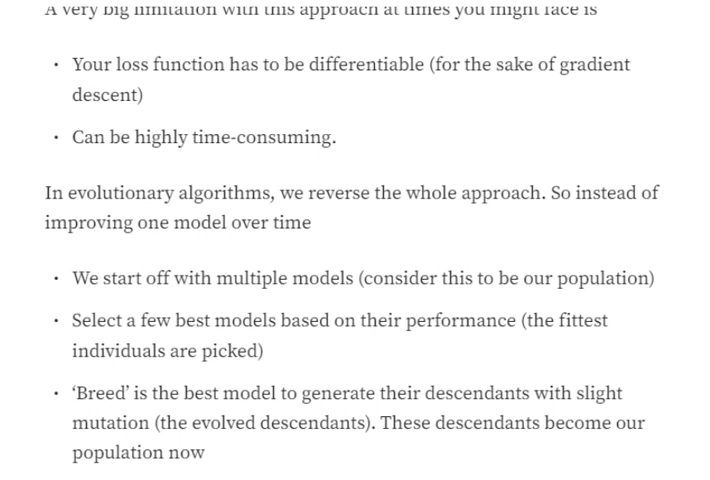 A very big limitation with this approach at times you might face is
• Your loss function has to be differentiable (for the sake of gradient
descent)
• Can be highly time-consuming.
In evolutionary algorithms, we reverse the whole approach. So instead of
improving one model over time
• We start off with multiple models (consider this to be our population)
• Select a few best models based on their performance (the fittest
individuals are picked)
• ‘Breed’ is the best model to generate their descendants with slight
mutation (the evolved descendants). These descendants become our
population now